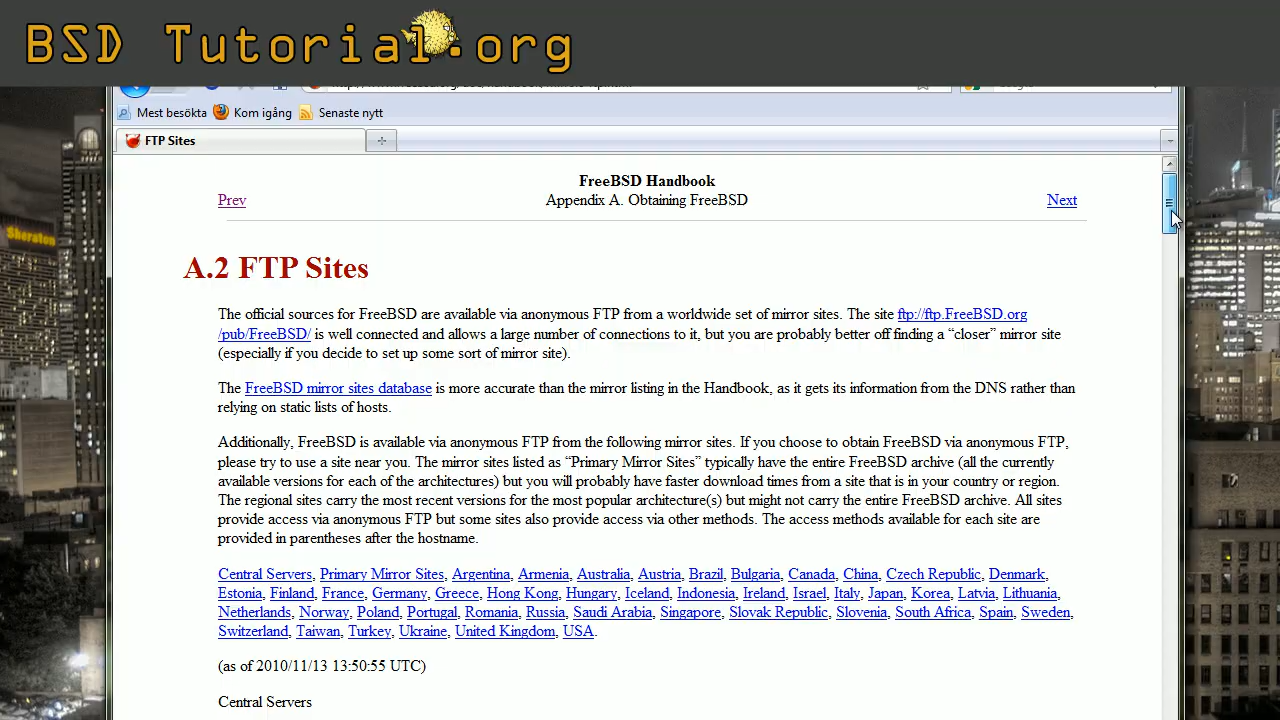 BSD Tutorial.org
Mest besökta Kom igång Senaste nytt
FTP Sites
FreeBSD Handbook
Prev Appendix A. Obtaining FreeBSD Next
A.2 FTP Sites
The official sources for FreeBSD are available via anonymous FTP from a worldwide set of mirror sites. The site ftp://ftp.FreeBSD.org
/pub/FreeBSD/ is well connected and allows a large number of connections to it, but you are probably better off finding a “closer” mirror site
(especially if you decide to set up some sort of mirror site).
The FreeBSD mirror sites database is more accurate than the mirror listing in the Handbook, as it gets its information from the DNS rather than
relying on static lists of hosts.
Additionally, FreeBSD is available via anonymous FTP from the following mirror sites. If you choose to obtain FreeBSD via anonymous FTP,
please try to use a site near you. The mirror sites listed as “Primary Mirror Sites” typically have the entire FreeBSD archive (all the currently
available versions for each of the architectures) but you will probably have faster download times from a site that is in your country or region.
The regional sites carry the most recent versions for the most popular architecture(s) but might not carry the entire FreeBSD archive. All sites
provide access via anonymous FTP but some sites also provide access via other methods. The access methods available for each site are
provided in parentheses after the hostname.
Central Servers, Primary Mirror Sites, Argentina, Armenia, Australia, Austria, Brazil, Bulgaria, Canada, China, Czech Republic, Denmark,
Estonia, Finland, France, Germany, Greece, Hong Kong, Hungary, Iceland, Indonesia, Ireland, Israel, Italy, Japan, Korea, Latvia, Lithuania,
Netherlands, Norway, Poland, Portugal, Romania, Russia, Saudi Arabia, Singapore, Slovak Republic, Slovenia, South Africa, Spain, Sweden,
Switzerland, Taiwan, Turkey, Ukraine, United Kingdom, USA.
(as of 2010/11/13 13:50:55 UTC)
Central Servers
Sheraton